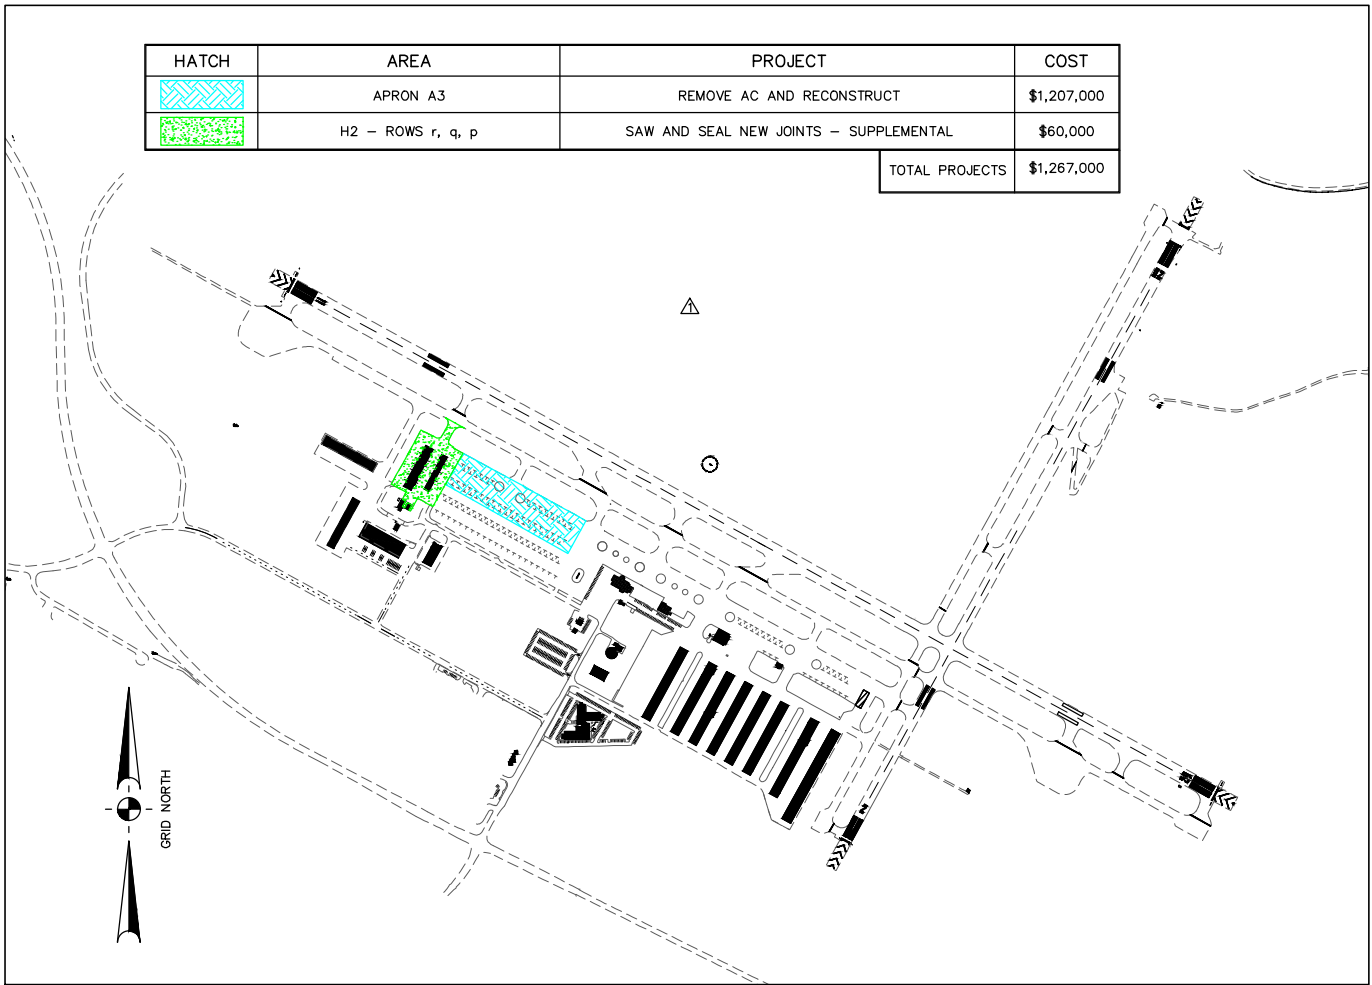 HATCH AREA PROJECT COST
APRON A3 REMOVE AC AND RECONSTRUCT $1,207,000
H2 – ROWS r, q, p SAW AND SEAL NEW JOINTS – SUPPLEMENTAL $60,000
TOTAL PROJECTS $1,267,000
1
GRID NORTH